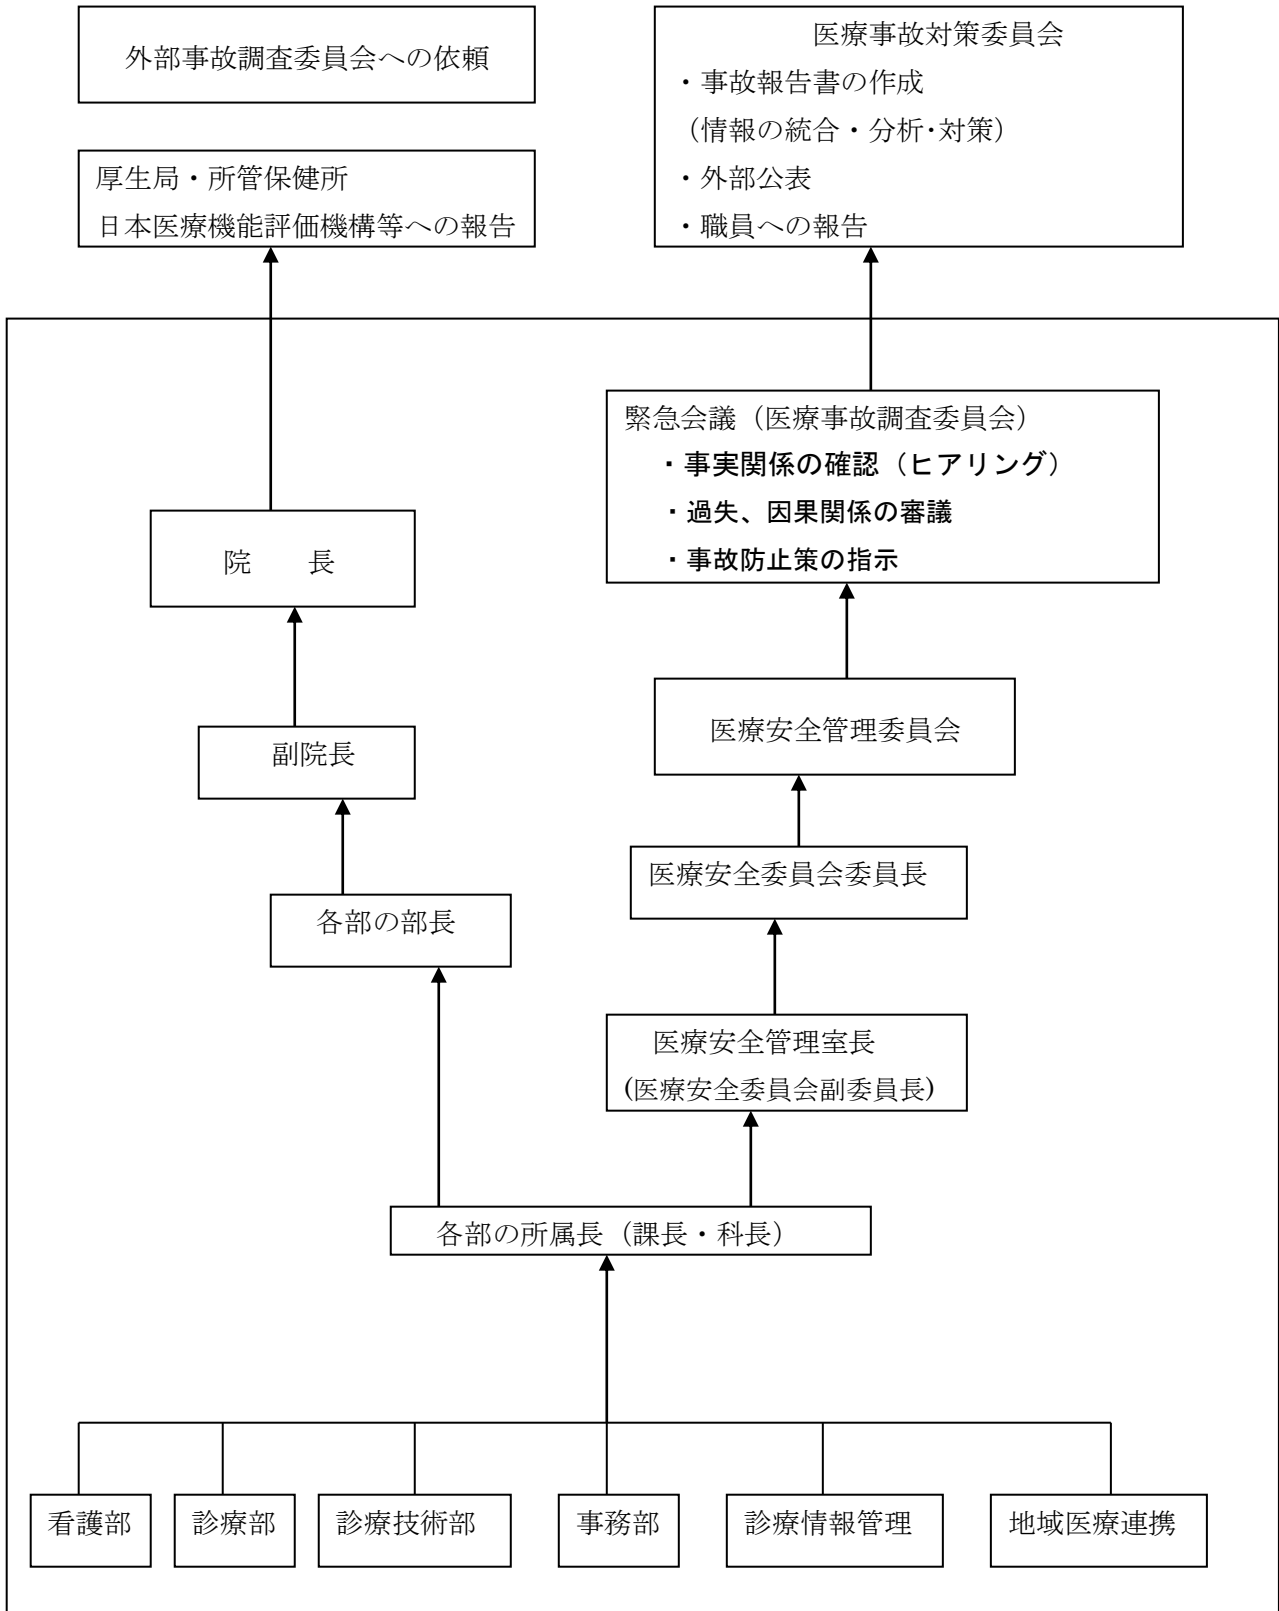 外部事故調査委員会への依頼
医療事故対策委員会
・事故報告書の作成
（情報の統合・分析･対策）
・外部公表
・職員への報告
厚生局・所管保健所
日本医療機能評価機構等への報告
緊急会議（医療事故調査委員会）
・事実関係の確認（ヒアリング）
・過失、因果関係の審議
・事故防止策の指示
院　　長
医療安全管理委員会
副院長
医療安全委員会委員長
各部の部長
医療安全管理室長
(医療安全委員会副委員長)
各部の所属長（課長・科長）
看護部
診療部
診療技術部
事務部
診療情報管理
地域医療連携